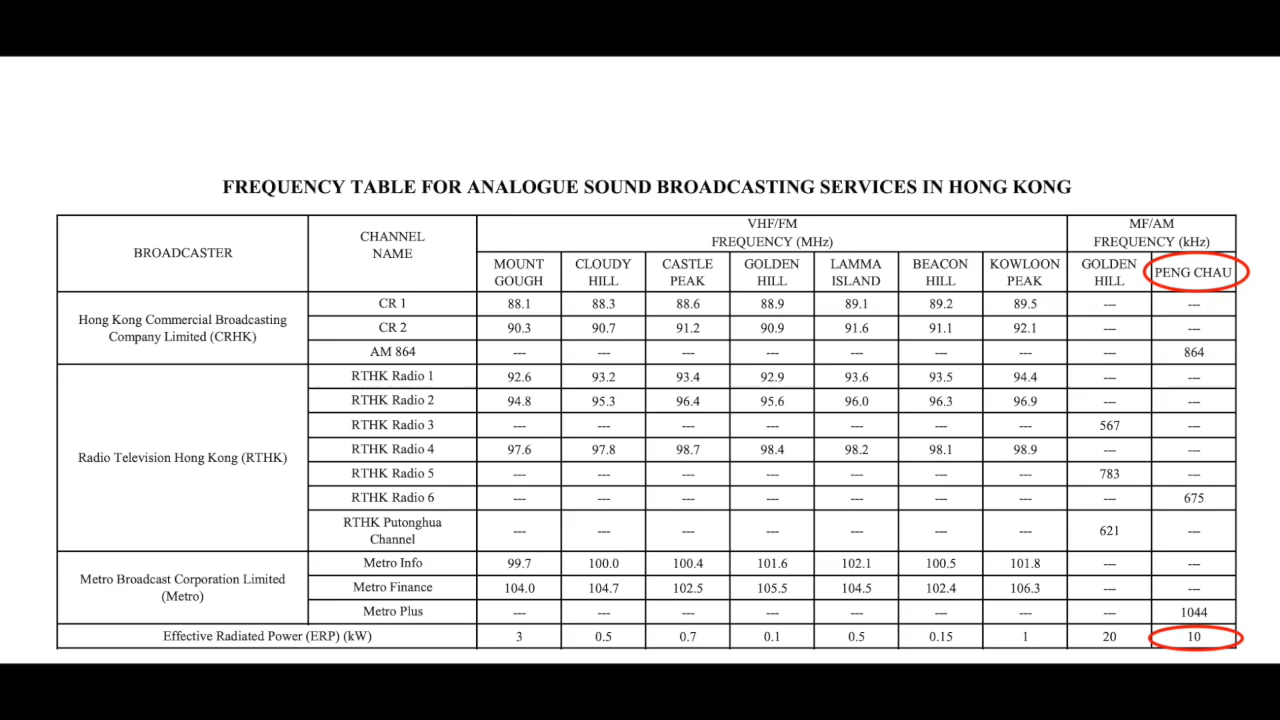 FREQUENCY TABLE FOR ANALOGUE SOUND BROADCASTING SERVICES IN HONG KONG
BROADCASTER
CHANNEL
NAME
VHF/FM
FREQUENCY (MHz)
MF/AM
FREQUENCY (kHz)
MOUNT
GOUGH
CLOUDY
HILL
CASTLE
PEAK
GOLDEN
HILL
LAMMA
ISLAND
BEACON
HILL
KOWLOON
PEAK
GOLDEN
HILL
PENG CHAU
Hong Kong Commercial Broadcasting
Company Limited (CRHK)
CR 1 88.1 88.3 88.6 88.9 89.1 89.2 89.5 --- ---
CR 2 90.3 90.7 91.2 90.9 91.6 91.1 92.1 --- ---
AM 864 --- --- --- --- --- --- --- --- 864
Radio Television Hong Kong (RTHK)
RTHK Radio 1 92.6 93.2 93.4 92.9 93.6 93.5 94.4 --- ---
RTHK Radio 2 94.8 95.3 96.4 95.6 96.0 96.3 96.9 --- ---
RTHK Radio 3 --- --- --- --- --- --- --- 567 ---
RTHK Radio 4 97.6 97.8 98.7 98.4 98.2 98.1 98.9 --- ---
RTHK Radio 5 --- --- --- --- --- --- --- 783 ---
RTHK Radio 6 --- --- --- --- --- --- --- --- 675
RTHK Putonghua
Channel --- --- --- --- --- --- --- 621 ---
Metro Broadcast Corporation Limited
(Metro)
Metro Info 99.7 100.0 100.4 101.6 102.1 100.5 101.8 --- ---
Metro Finance 104.0 104.7 102.5 105.5 104.5 102.4 106.3 --- ---
Metro Plus --- --- --- --- --- --- --- --- 1044
Effective Radiated Power (ERP) (kW) 3 0.5 0.7 0.1 0.5 0.15 1 20 10